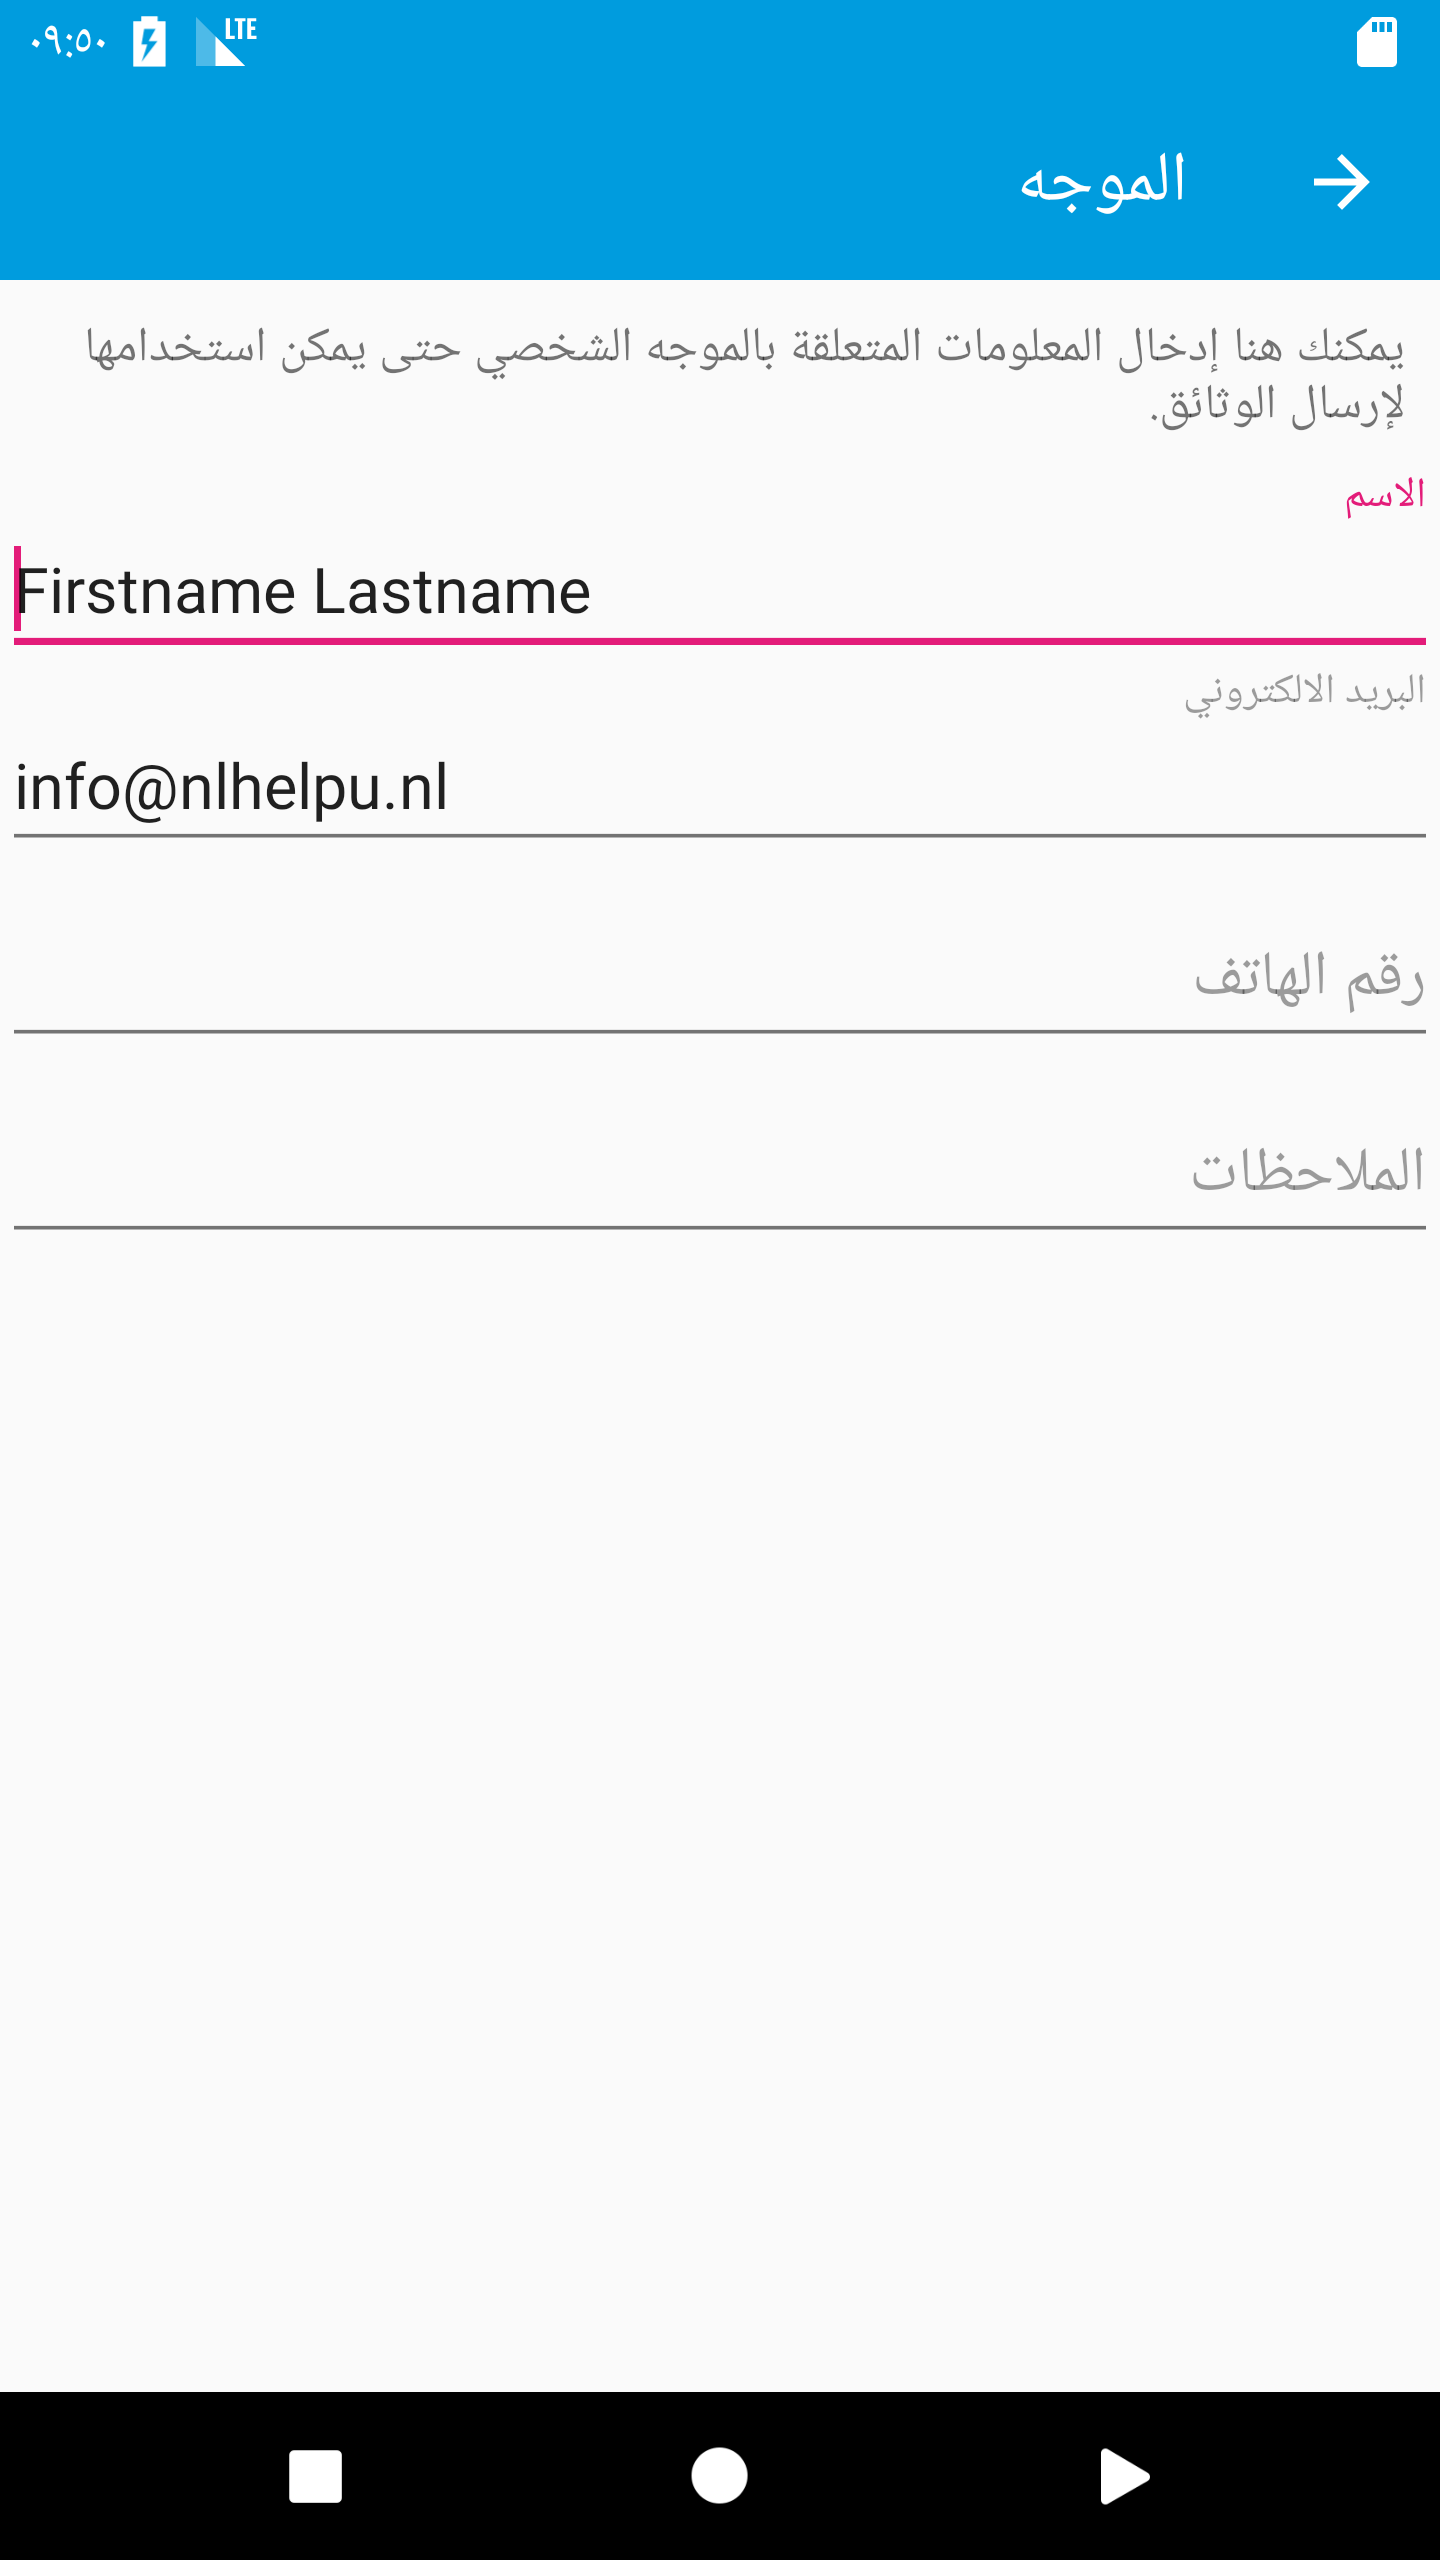 ٠٩:٥٠
LTE
الموجه
يمكنك هنا إدخال المعلومات المتعلقة بالموجه الشخصي حتى يمكن استخدامها
لإرسال الوثائق.
الاسم
Firstname Lastname
البريد الالكتروني
info@nlhelpu.nl
رقم الهاتف
الملاحظات